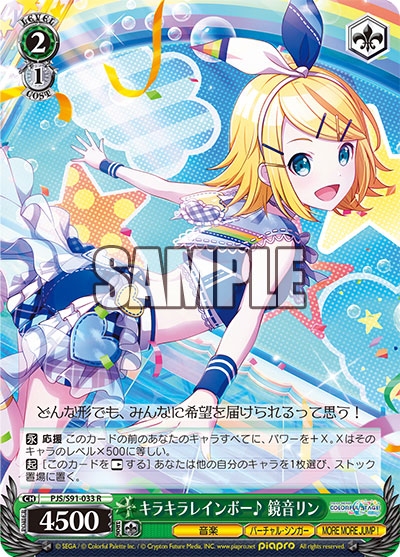 LEVEL
2
1
COST
SAMPLE
どんな形でも、みんなに希望を届けられるって思う!
永 応援 このカードの前のあなたのキャラすべてに、パワーを+X。Xはそのキャラのレベル×500に等しい。
起 [このカードを する] あなたは他の自分のキャラを1枚選び、ストック置場に置く。
CH PJS/S91-033 R
POWER
4500
キラキラレインボー♪ 鏡音リン
音楽
バーチャル・シンガー
MORE MORE JUMP!
COLORFUL STAGE!
© SEGA / © Colorful Palette Inc. / © Crypton Future Media, INC. www.piapro.net piapro All rights reserved.